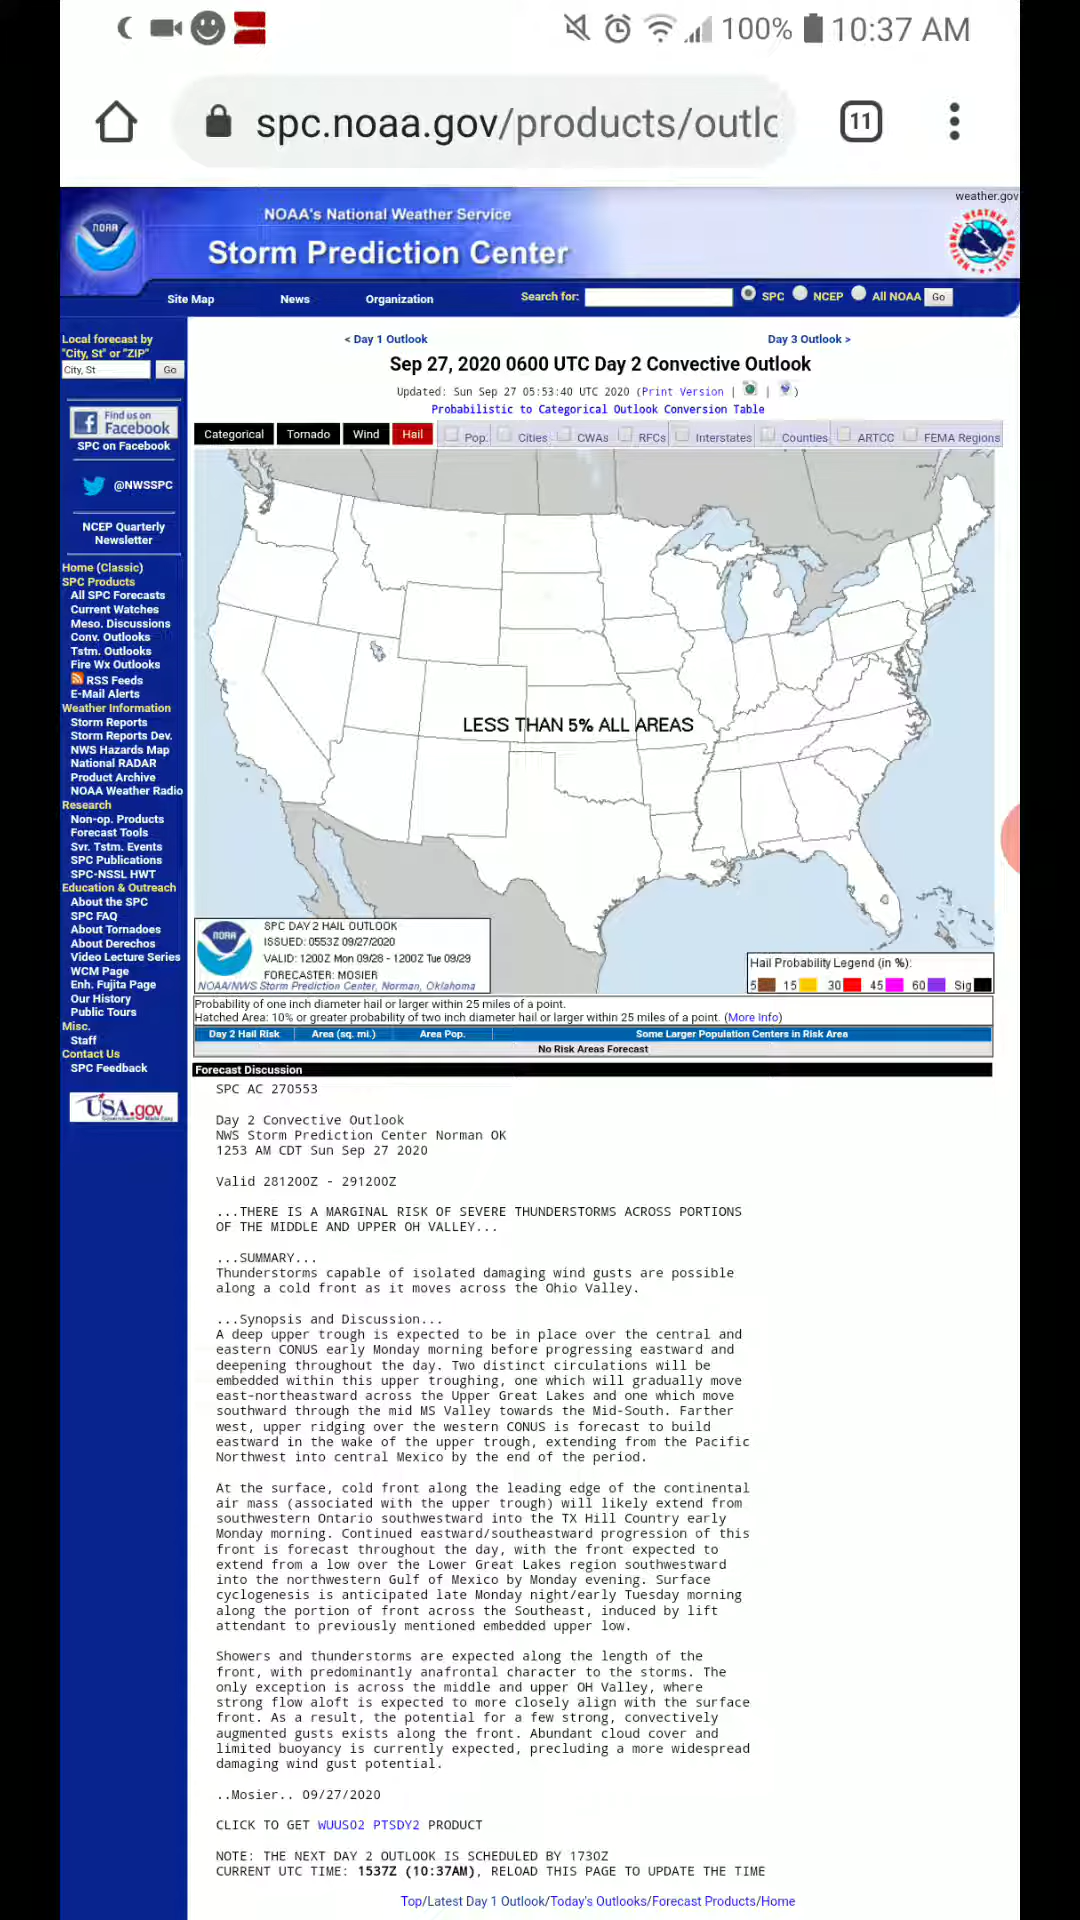 100% 10:37 AM
spc.noaa.gov/products/outlo
11
weather.gov
NOAA's National Weather Service
Storm Prediction Center
NOAA
Site Map News Organization Search for: SPC NCEP All NOAA Go
Local forecast by
"City, St" or "ZIP"
City, St Go
Find us on
Facebook
SPC on Facebook
@NWSSPC
NCEP Quarterly
Newsletter
Home (Classic)
SPC Products
All SPC Forecasts
Current Watches
Meso. Discussions
Conv. Outlooks
Tstm. Outlooks
Fire Wx Outlooks
RSS Feeds
E-Mail Alerts
Weather Information
Storm Reports
Storm Reports Dev.
NWS Hazards Map
National RADAR
Product Archive
NOAA Weather Radio
Research
Non-op. Products
Forecast Tools
Svr. Tstm. Events
SPC Publications
SPC-NSSL HWT
Education & Outreach
About the SPC
SPC FAQ
About Tornadoes
About Derechos
Video Lecture Series
WCM Page
Enh. Fujita Page
Our History
Public Tours
Misc.
Staff
Contact Us
SPC Feedback
USA.gov
< Day 1 Outlook Day 3 Outlook >
Sep 27, 2020 0600 UTC Day 2 Convective Outlook
Updated: Sun Sep 27 05:53:40 UTC 2020 (Print Version | | )
Probabilistic to Categorical Outlook Conversion Table
Categorical Tornado Wind Hail Pop. Cities CWAs RFCs Interstates Counties ARTCC FEMA Regions
LESS THAN 5% ALL AREAS
NOAA
SPC DAY 2 HAIL OUTLOOK
ISSUED: 0553Z 09/27/2020
VALID: 1200Z Mon 09/28 - 1200Z Tue 09/29
FORECASTER: MOSIER
NOAA/NWS Storm Prediction Center, Norman, Oklahoma
Hail Probability Legend (in %):
5 15 30 45 60 Sig
Probability of one inch diameter hail or larger within 25 miles of a point.
Hatched Area: 10% or greater probability of two inch diameter hail or larger within 25 miles of a point. (More Info)
Day 2 Hail Risk Area (sq. mi.) Area Pop. Some Larger Population Centers in Risk Area
No Risk Areas Forecast
Forecast Discussion
SPC AC 270553
Day 2 Convective Outlook
NWS Storm Prediction Center Norman OK
1253 AM CDT Sun Sep 27 2020
Valid 281200Z - 291200Z
...THERE IS A MARGINAL RISK OF SEVERE THUNDERSTORMS ACROSS PORTIONS
OF THE MIDDLE AND UPPER OH VALLEY...
...SUMMARY...
Thunderstorms capable of isolated damaging wind gusts are possible
along a cold front as it moves across the Ohio Valley.
...Synopsis and Discussion...
A deep upper trough is expected to be in place over the central and
eastern CONUS early Monday morning before progressing eastward and
deepening throughout the day. Two distinct circulations will be
embedded within this upper troughing, one which will gradually move
east-northeastward across the Upper Great Lakes and one which move
southward through the mid MS Valley towards the Mid-South. Farther
west, upper ridging over the western CONUS is forecast to build
eastward in the wake of the upper trough, extending from the Pacific
Northwest into central Mexico by the end of the period.
At the surface, cold front along the leading edge of the continental
air mass (associated with the upper trough) will likely extend from
southwestern Ontario southwestward into the TX Hill Country early
Monday morning. Continued eastward/southeastward progression of this
front is forecast throughout the day, with the front expected to
extend from a low over the Lower Great Lakes region southwestward
into the northwestern Gulf of Mexico by Monday evening. Surface
cyclogenesis is anticipated late Monday night/early Tuesday morning
along the portion of front across the Southeast, induced by lift
attendant to previously mentioned embedded upper low.
Showers and thunderstorms are expected along the length of the
front, with predominantly anafrontal character to the storms. The
only exception is across the middle and upper OH Valley, where
strong flow aloft is expected to more closely align with the surface
front. As a result, the potential for a few strong, convectively
augmented gusts exists along the front. Abundant cloud cover and
limited buoyancy is currently expected, precluding a more widespread
damaging wind gust potential.
..Mosier.. 09/27/2020
CLICK TO GET WUUS02 PTSDY2 PRODUCT
NOTE: THE NEXT DAY 2 OUTLOOK IS SCHEDULED BY 1730Z
CURRENT UTC TIME: 1537Z (10:37AM), RELOAD THIS PAGE TO UPDATE THE TIME
Top/Latest Day 1 Outlook/Today's Outlooks/Forecast Products/Home